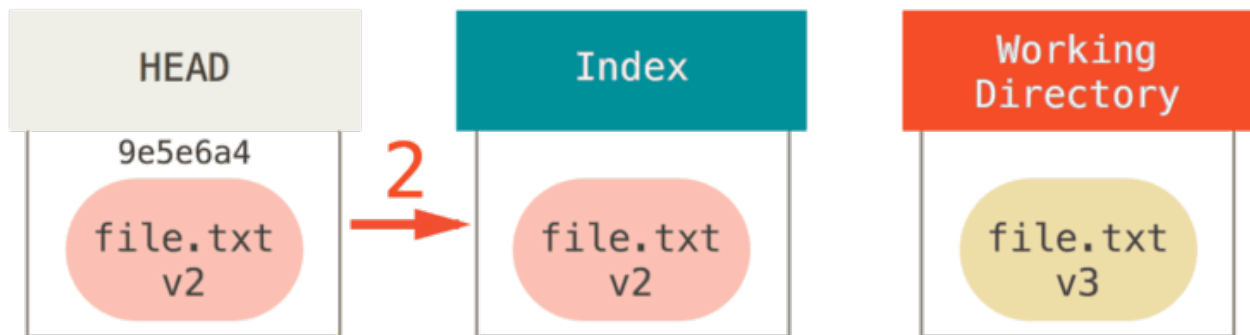 HEAD
Index
Working
Directory
9e5e6a4
2
file.txt
v2
file.txt
v2
file.txt
v3